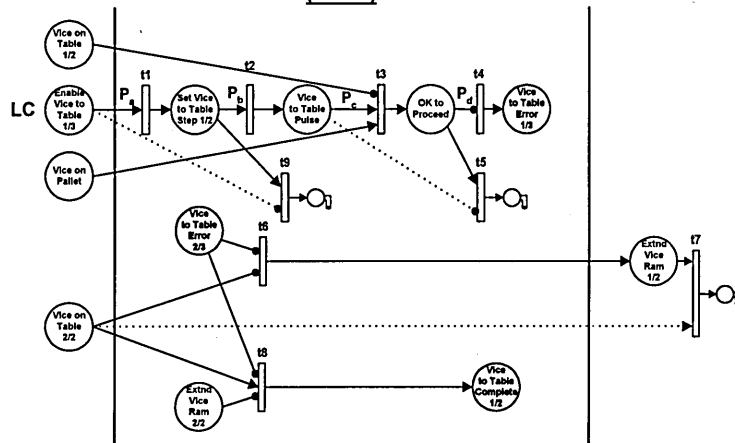 Vice on
Table
1/2
t1
t2
t3
t4
LC
Enable
Vice to
Table
1/3
Pa
Set Vice
to Table
Step 1/2
Pb
Vice
to Table
Pulse
Pc
OK to
Proceed
Pd
Vice
to Table
Error
1/3
Vice on
Pallet
t9
t5
Vice
to Table
Error
2/3
t6
Extnd
Vice
Ram
1/2
t7
Vice on
Table
2/2
t8
Extnd
Vice
Ram
2/2
Vice
to Table
Complete
1/2